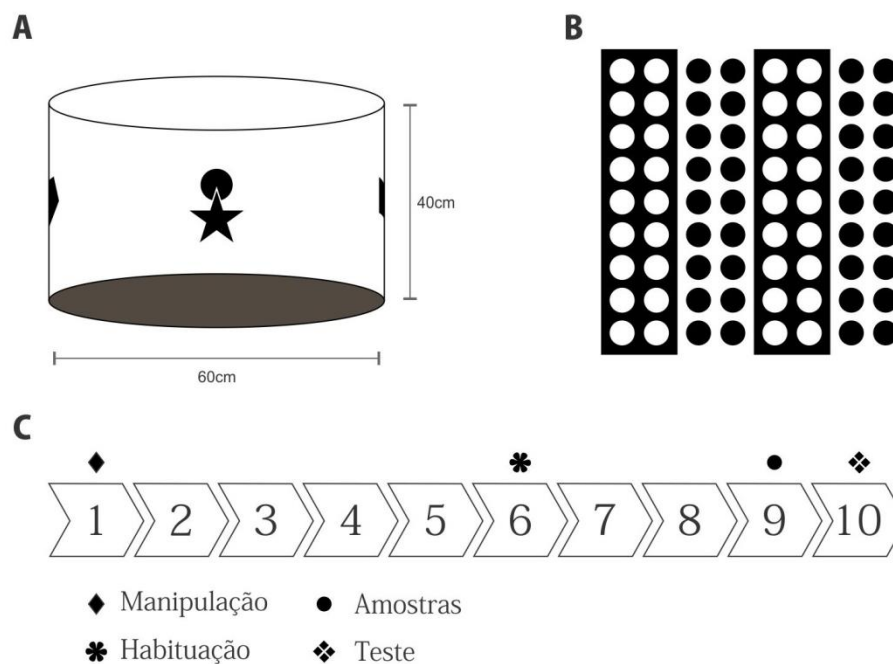 A
B
40cm
60cm
C
1 2 3 4 5 6 7 8 9 10
Manipulação
Amostras
Habituação
Teste